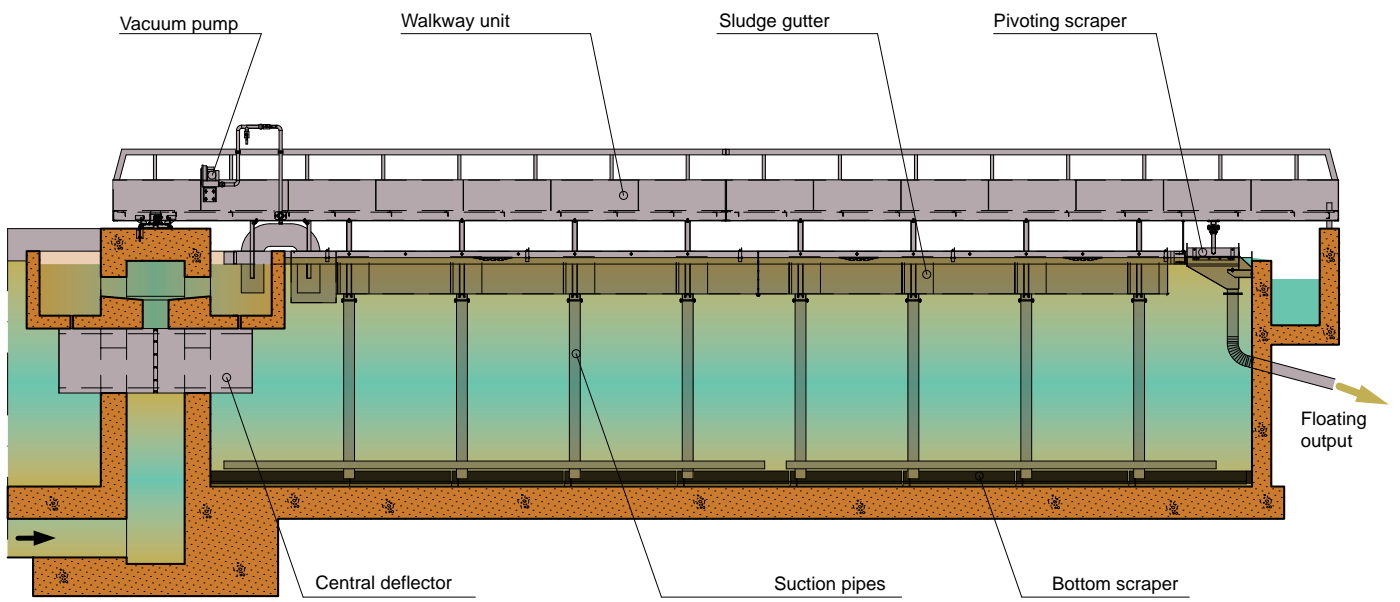 Vacuum pump
Walkway unit
Sludge gutter
Pivoting scraper
Floating
output
Central deflector
Suction pipes
Bottom scraper